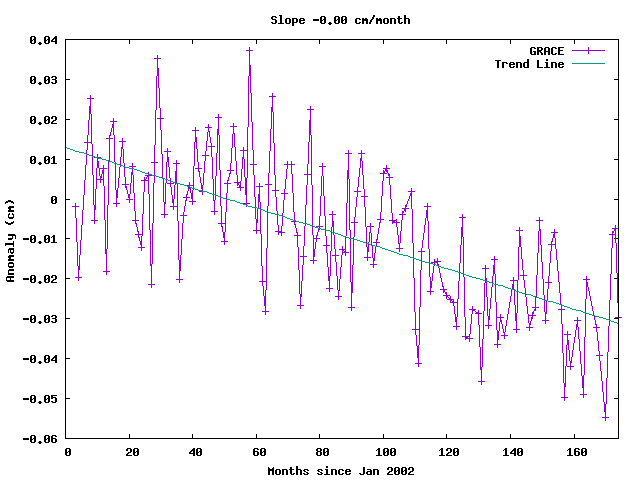 Slope -0.00 cm/month
GRACE
Trend Line
0.04
0.03
0.02
0.01
0
-0.01
-0.02
-0.03
-0.04
-0.05
-0.06
Anomaly (cm)
0 20 40 60 80 100 120 140 160
Months since Jan 2002